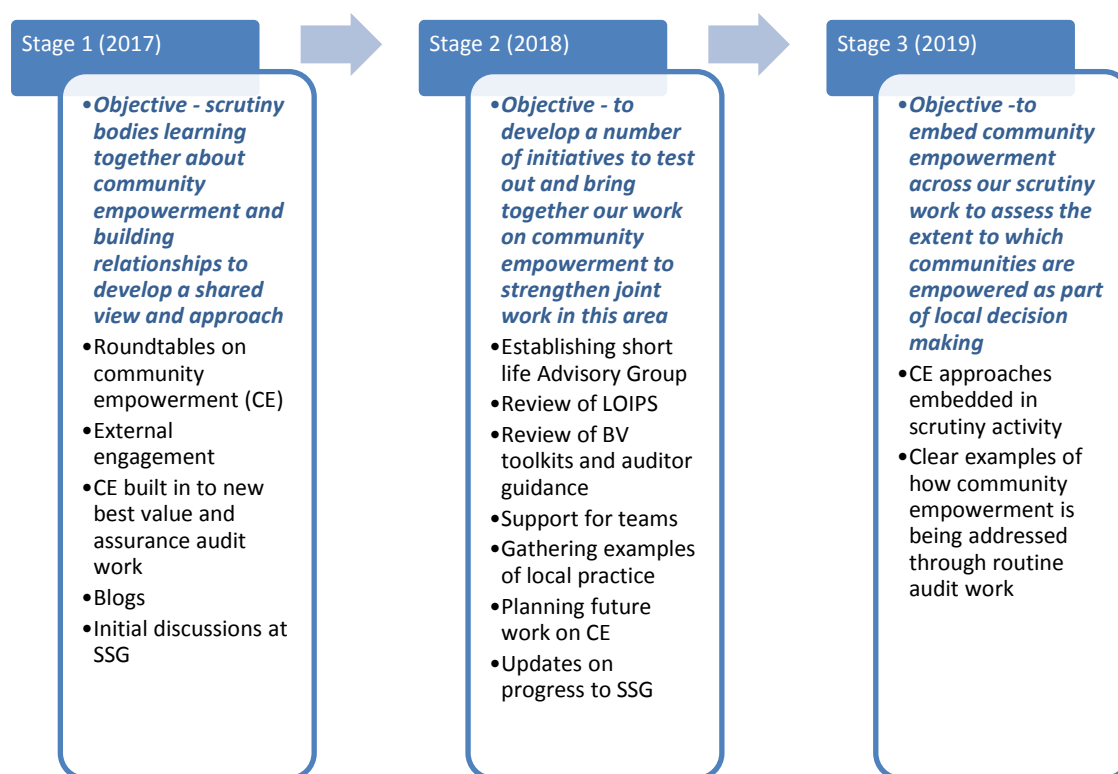 Stage 1 (2017)
•Objective - scrutiny
bodies learning
together about
community
empowerment and
building
relationships to
develop a shared
view and approach
•Roundtables on
community
empowerment (CE)
•External
engagement
•CE built in to new
best value and
assurance audit
work
•Blogs
•Initial discussions at
SSG
Stage 2 (2018)
•Objective - to
develop a number
of initiatives to test
out and bring
together our work
on community
empowerment to
strengthen joint
work in this area
•Establishing short
life Advisory Group
•Review of LOIPS
•Review of BV
toolkits and auditor
guidance
•Support for teams
•Gathering examples
of local practice
•Planning future
work on CE
•Updates on
progress to SSG
Stage 3 (2019)
•Objective -to
embed community
empowerment
across our scrutiny
work to assess the
extent to which
communities are
empowered as part
of local decision
making
•CE approaches
embedded in
scrutiny activity
•Clear examples of
how community
empowerment is
being addressed
through routine
audit work